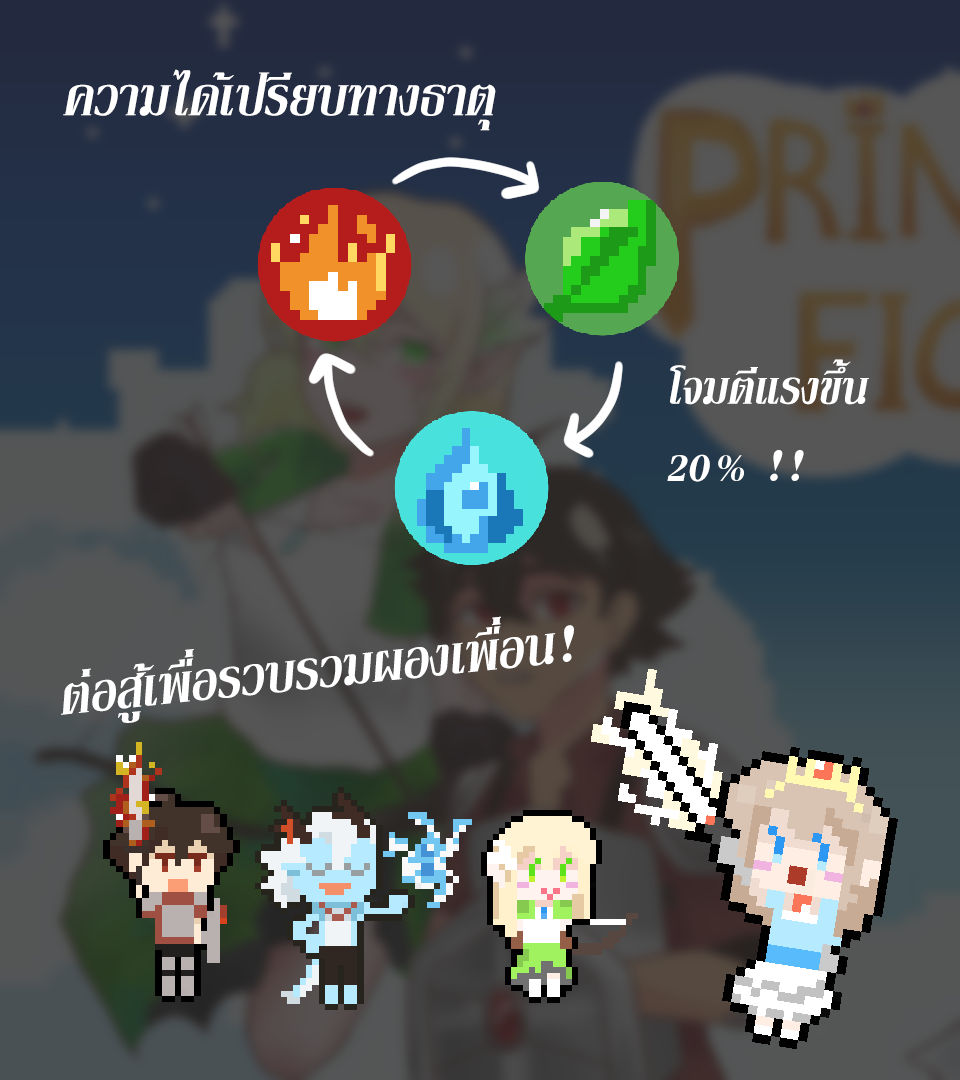 ความได้เปรียบทางธาตุ
PRIN
FIG
โจมตีแรงขึ้น
20% !!
ต่อสู้เพื่อรวบรวมผองเพื่อน!